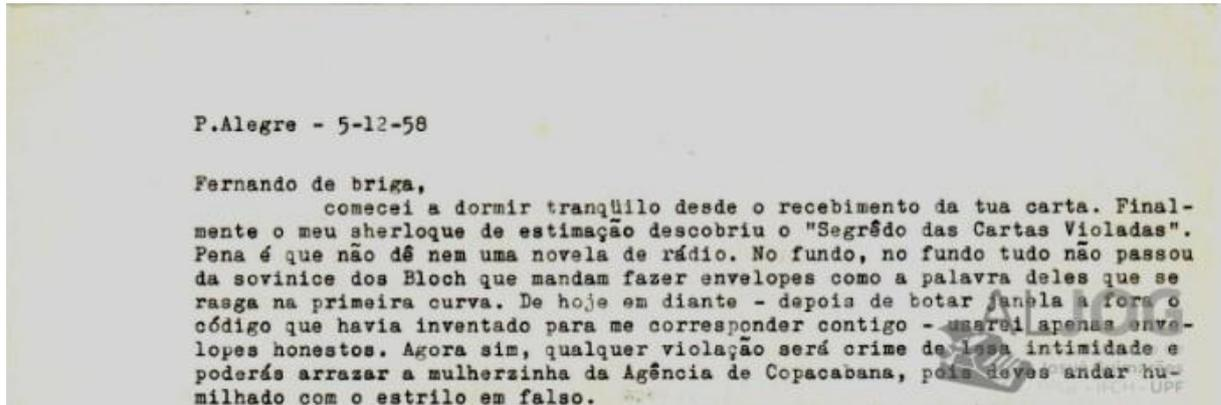 P.Alegre - 5-12-58
Fernando de briga,
comecei a dormir tranqüilo desde o recebimento da tua carta. Final-
mente o meu sherloque de estimação descobriu o "Segrêdo das Cartas Violadas".
Pena é que não dê nem uma novela de rádio. No fundo, no fundo tudo não passou
da sovinice dos Bloch que mandam fazer envelopes como a palavra deles que se
rasga na primeira curva. De hoje em diante - depois de botar janela a fora o
código que havia inventado para me corresponder contigo - usarei apenas enve-
lopes honestos. Agora sim, qualquer violação será crime de lesa intimidade e
poderás arrazar a mulherzinha da Agência de Copacabana, pois deves andar hu-
milhado com o estrilo em falso.
ALJOG
UPF